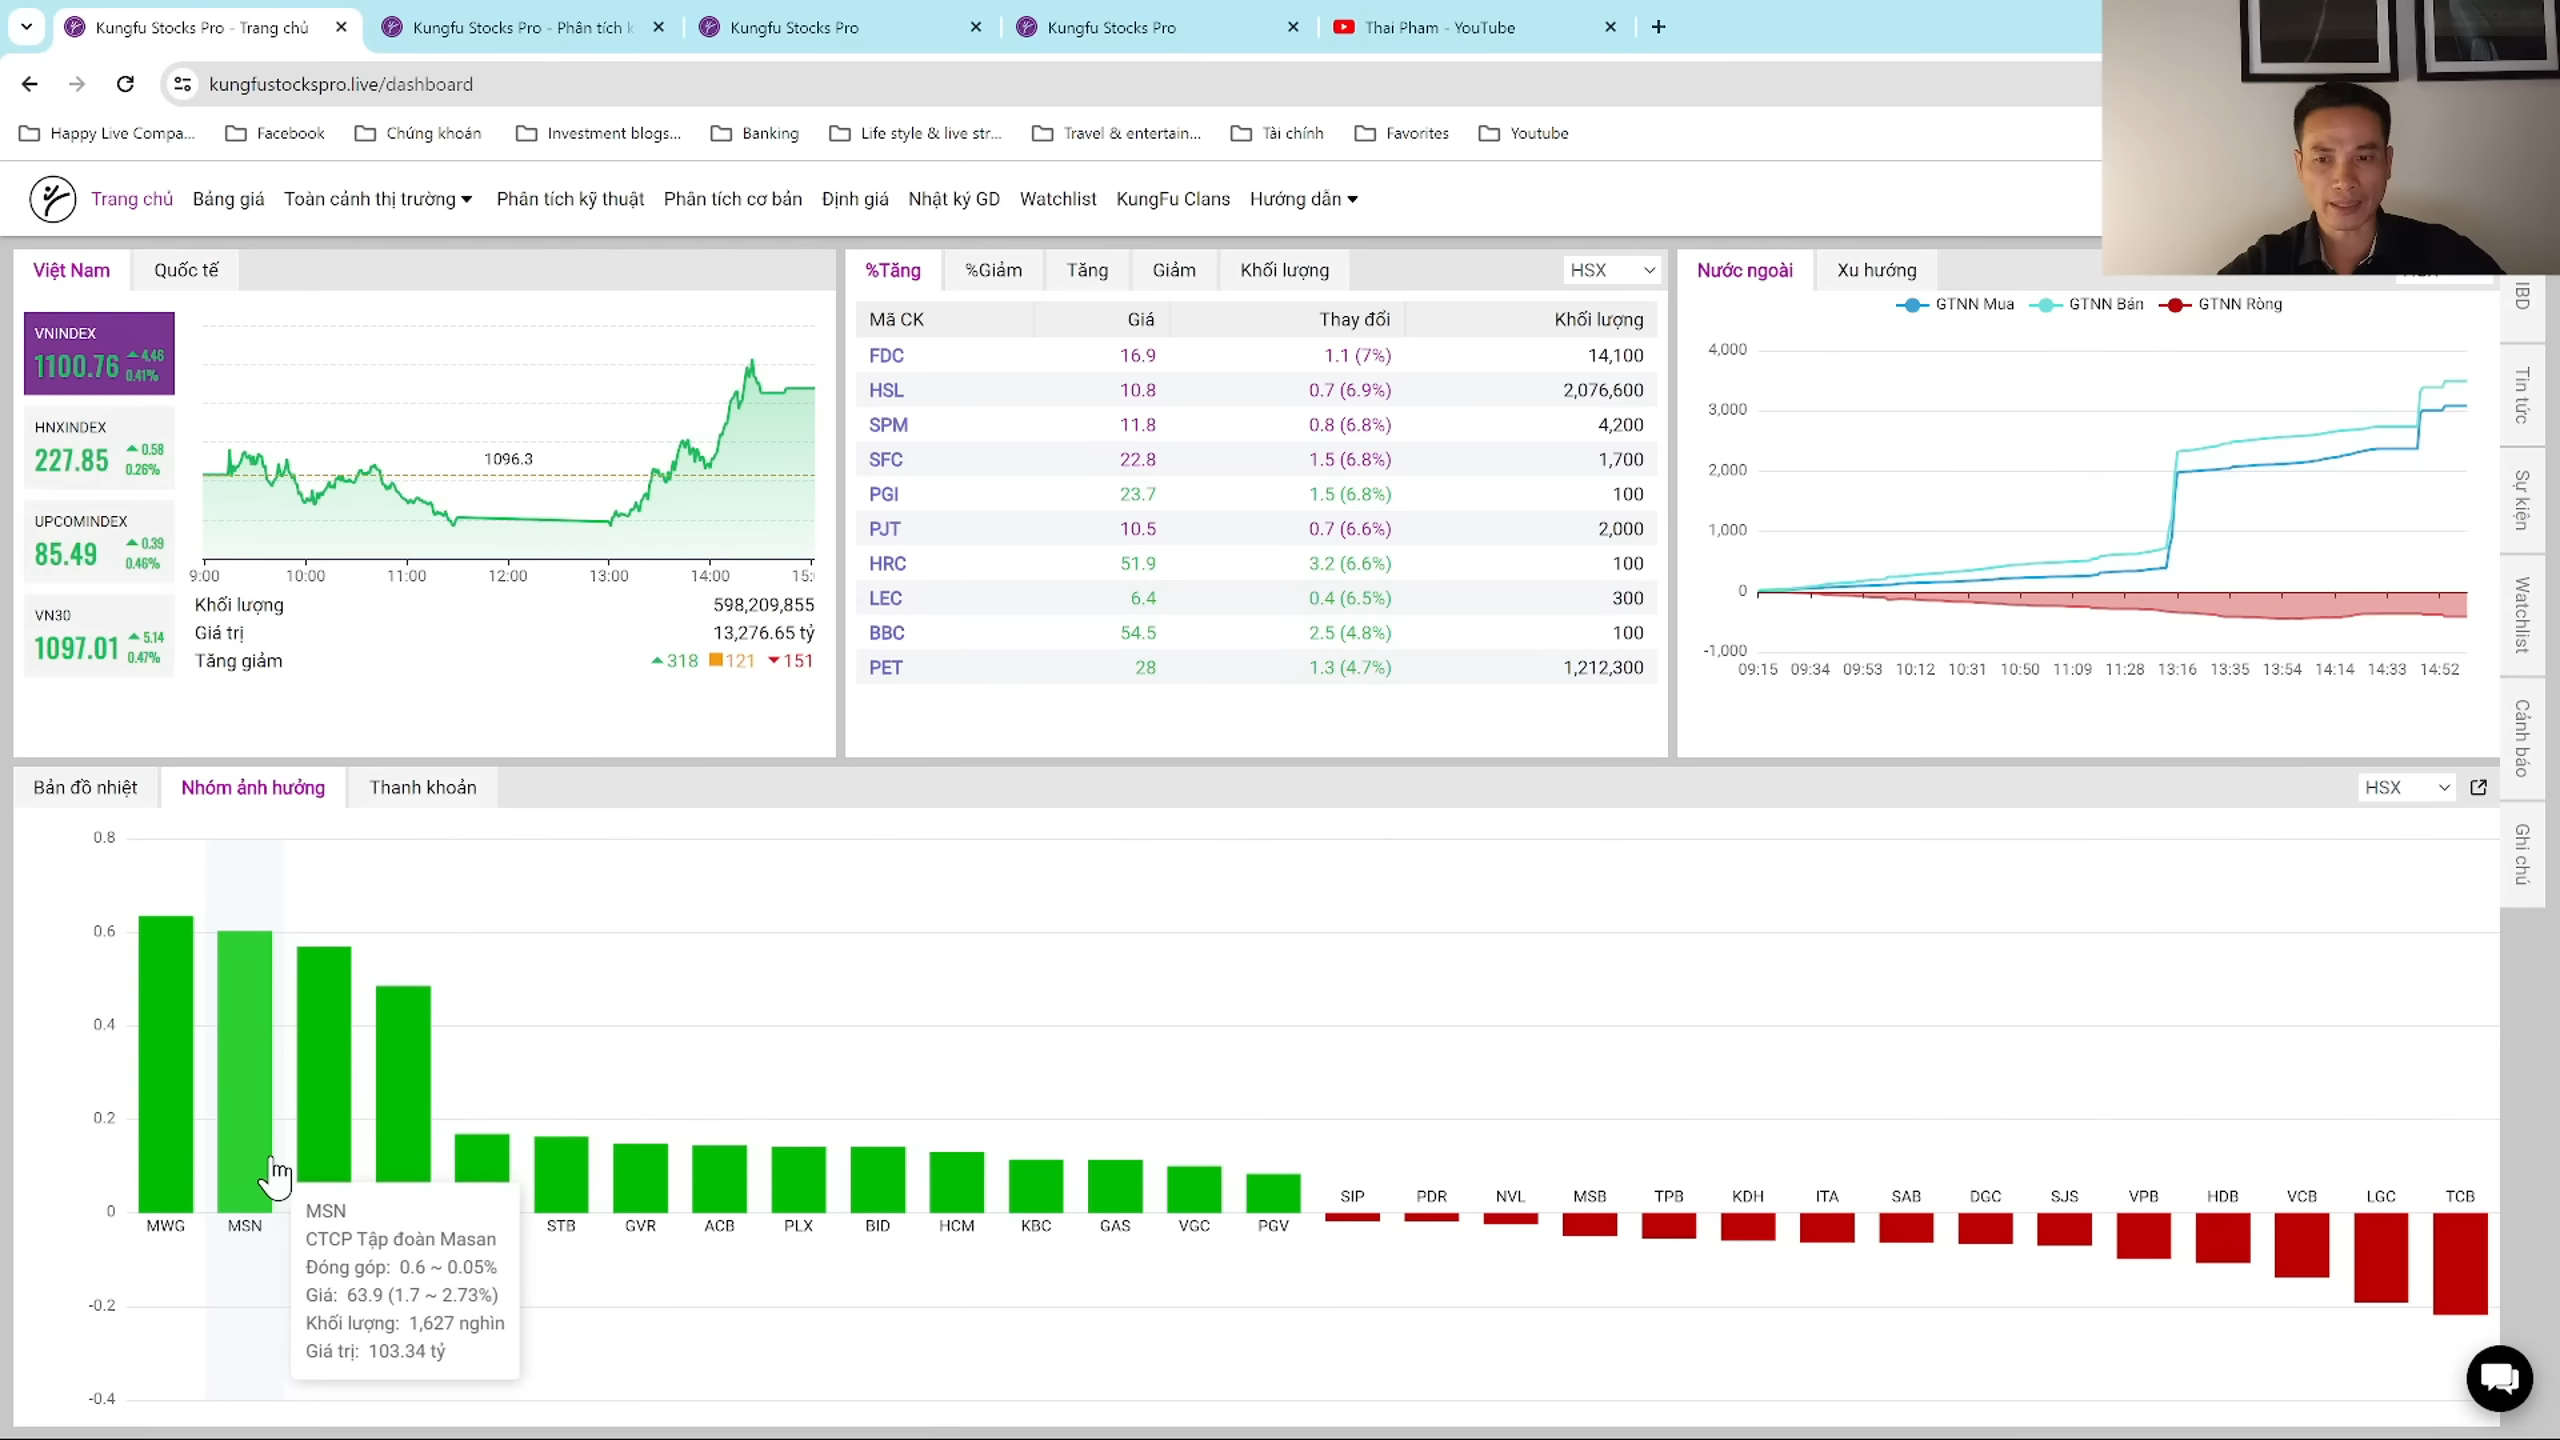 Kungfu Stocks Pro - Trang chủ
Kungfu Stocks Pro - Phân tích k
Kungfu Stocks Pro
Kungfu Stocks Pro
Thai Pham - YouTube
kungfustockspro.live/dashboard
Happy Live Compa...
Facebook
Chứng khoán
Investment blogs...
Banking
Life style & live str...
Travel & entertain...
Tài chính
Favorites
Youtube
Trang chủ
Bảng giá
Toàn cảnh thị trường
Phân tích kỹ thuật
Phân tích cơ bản
Định giá
Nhật ký GD
Watchlist
KungFu Clans
Hướng dẫn
Việt Nam
Quốc tế
VNINDEX
1100.76
4.46
0.41%
HNXINDEX
227.85
0.58
0.26%
UPCOMINDEX
85.49
0.39
0.46%
VN30
1097.01
5.14
0.47%
1096.3
9:00 10:00 11:00 12:00 13:00 14:00 15:
Khối lượng 598,209,855
Giá trị 13,276.65 tỷ
Tăng giảm 318 121 151
%Tăng
%Giảm
Tăng
Giảm
Khối lượng
HSX
Mã CK Giá Thay đổi Khối lượng
FDC 16.9 1.1 (7%) 14,100
HSL 10.8 0.7 (6.9%) 2,076,600
SPM 11.8 0.8 (6.8%) 4,200
SFC 22.8 1.5 (6.8%) 1,700
PGI 23.7 1.5 (6.8%) 100
PJT 10.5 0.7 (6.6%) 2,000
HRC 51.9 3.2 (6.6%) 100
LEC 6.4 0.4 (6.5%) 300
BBC 54.5 2.5 (4.8%) 100
PET 28 1.3 (4.7%) 1,212,300
Nước ngoài
Xu hướng
GTNN Mua GTNN Bán GTNN Ròng
4,000
3,000
2,000
1,000
0
-1,000
09:15 09:34 09:53 10:12 10:31 10:50 11:09 11:28 13:16 13:35 13:54 14:14 14:33 14:52
IBD
Tin tức
Sự kiện
Watchlist
Cảnh báo
Ghi chú
Bản đồ nhiệt
Nhóm ảnh hưởng
Thanh khoản
HSX
0.8
0.6
0.4
0.2
0
-0.2
-0.4
MWG MSN STB GVR ACB PLX BID HCM KBC GAS VGC PGV
SIP PDR NVL MSB TPB KDH ITA SAB DGC SJS VPB HDB VCB LGC TCB
MSN
CTCP Tập đoàn Masan
Đóng góp: 0.6 ~ 0.05%
Giá: 63.9 (1.7 ~ 2.73%)
Khối lượng: 1,627 nghìn
Giá trị: 103.34 tỷ